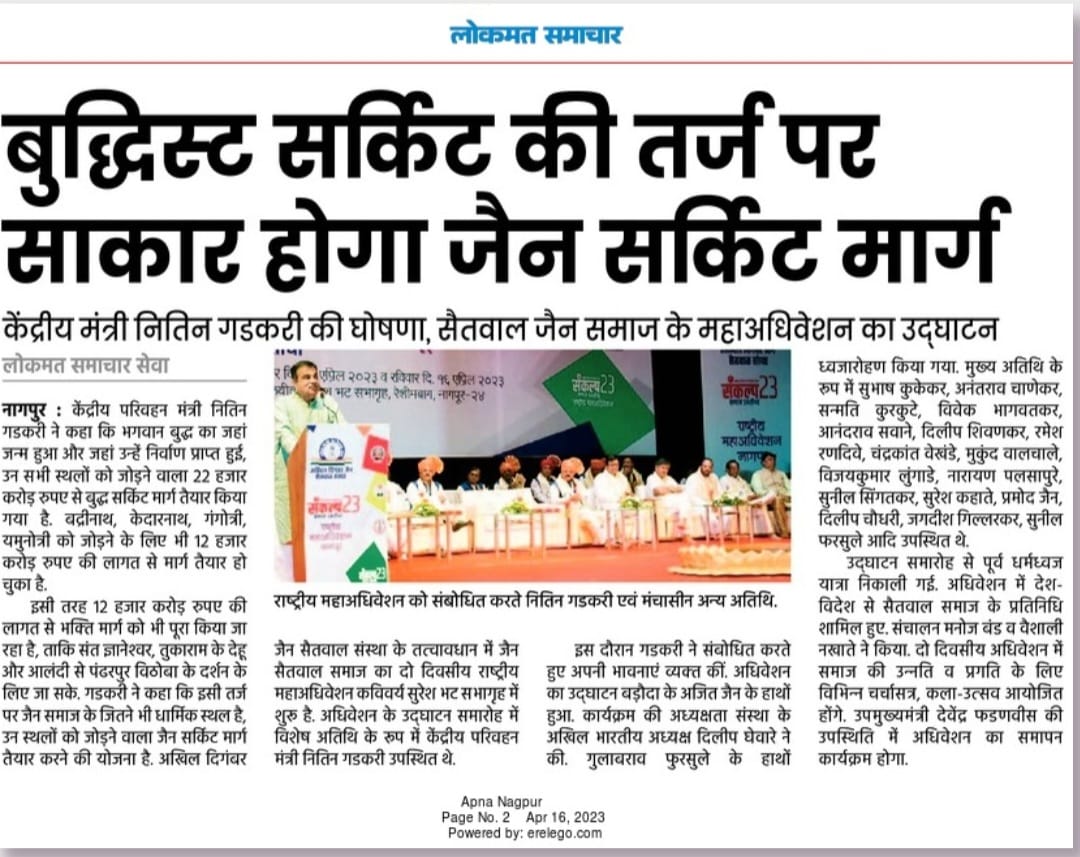 लोकमत समाचार
बुद्धिस्ट सर्किट की तर्ज पर
साकार होगा जैन सर्किट मार्ग
केंद्रीय मंत्री नितिन गडकरी की घोषणा, सैतवाल जैन समाज के महाअधिवेशन का उद्घाटन
लोकमत समाचार सेवा
नागपुर : केंद्रीय परिवहन मंत्री नितिन
गडकरी ने कहा कि भगवान बुद्ध का जहां
जन्म हुआ और जहां उन्हें निर्वाण प्राप्त हुई,
उन सभी स्थलों को जोड़ने वाला 22 हजार
करोड़ रुपए से बुद्ध सर्किट मार्ग तैयार किया
गया है. बद्रीनाथ, केदारनाथ, गंगोत्री,
यमुनोत्री को जोड़ने के लिए भी 12 हजार
करोड़ रुपए की लागत से मार्ग तैयार हो
चुका है.
इसी तरह 12 हजार करोड़ रुपए की
लागत से भक्ति मार्ग को भी पूरा किया जा
रहा है, ताकि संत ज्ञानेश्वर, तुकाराम के देहू
और आलंदी से पंढरपुर विठोबा के दर्शन के
लिए जा सके. गडकरी ने कहा कि इसी तर्ज
पर जैन समाज के जितने भी धार्मिक स्थल है,
उन स्थलों को जोड़ने वाला जैन सर्किट मार्ग
तैयार करने की योजना है. अखिल दिगंबर
एप्रिल २०२३ व रविवार दि. १६ एप्रिल २०२३
भट सभागृह, रेशीमबाग, नागपूर-२४
संकल्प 23
संकल्प 23
राष्ट्रीय
महाअधिवेशन
नागपूर
संकल्प 23
राष्ट्रीय
महाअधिवेशन
राष्ट्रीय महाअधिवेशन को संबोधित करते नितिन गडकरी एवं मंचासीन अन्य अतिथि.
जैन सैतवाल संस्था के तत्वावधान में जैन
सैतवाल समाज का दो दिवसीय राष्ट्रीय
महाअधिवेशन कविवर्य सुरेश भट सभागृह में
शुरू है. अधिवेशन के उद्घाटन समारोह में
विशेष अतिथि के रूप में केंद्रीय परिवहन
मंत्री नितिन गडकरी उपस्थित थे.
इस दौरान गडकरी ने संबोधित करते
हुए अपनी भावनाएं व्यक्त कीं. अधिवेशन
का उद्घाटन बड़ौदा के अजित जैन के हाथों
हुआ. कार्यक्रम की अध्यक्षता संस्था के
अखिल भारतीय अध्यक्ष दिलीप घेवारे ने
की. गुलाबराव फुरसुले के हाथों
ध्वजारोहण किया गया. मुख्य अतिथि के
रूप में सुभाष कुकेकर, अनंतराव चाणेकर,
सन्मति कुरकुटे, विवेक भागवतकर,
आनंदराव सवाने, दिलीप शिवणकर, रमेश
रणदिवे, चंद्रकांत वेखंडे, मुकुंद वालचाले,
विजयकुमार लुंगाडे, नारायण पलसापुरे,
सुनील सिंगतकर, सुरेश कहाते, प्रमोद जैन,
दिलीप चौधरी, जगदीश गिल्लरकर, सुनील
फरसुले आदि उपस्थित थे.
उद्घाटन समारोह से पूर्व धर्मध्वज
यात्रा निकाली गई. अधिवेशन में देश-
विदेश से सैतवाल समाज के प्रतिनिधि
शामिल हुए. संचालन मनोज बंड व वैशाली
नखाते ने किया. दो दिवसीय अधिवेशन में
समाज की उन्नति व प्रगति के लिए
विभिन्न चर्चासत्र, कला-उत्सव आयोजित
होंगे. उपमुख्यमंत्री देवेंद्र फडणवीस की
उपस्थिति में अधिवेशन का समापन
कार्यक्रम होगा.
Apna Nagpur
Page No. 2 Apr 16, 2023
Powered by: erelego.com